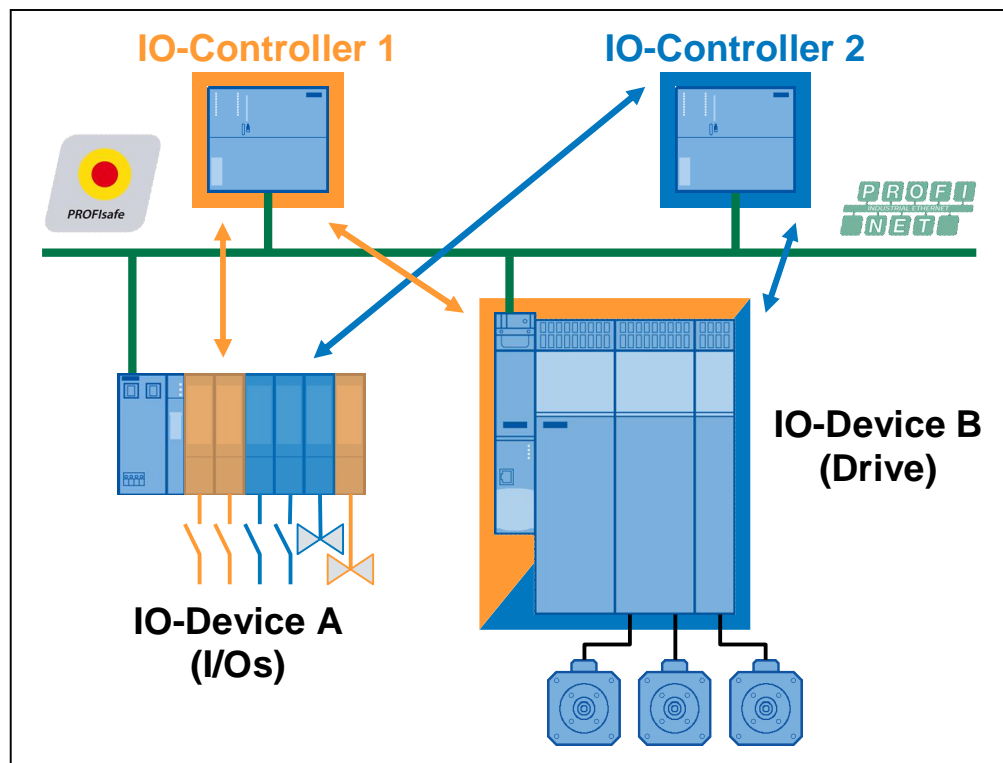 IO-Controller 1
IO-Controller 2
PROFIsafe
PROFI
INDUSTRIAL ETHERNET
NET
IO-Device B
(Drive)
IO-Device A
(I/Os)